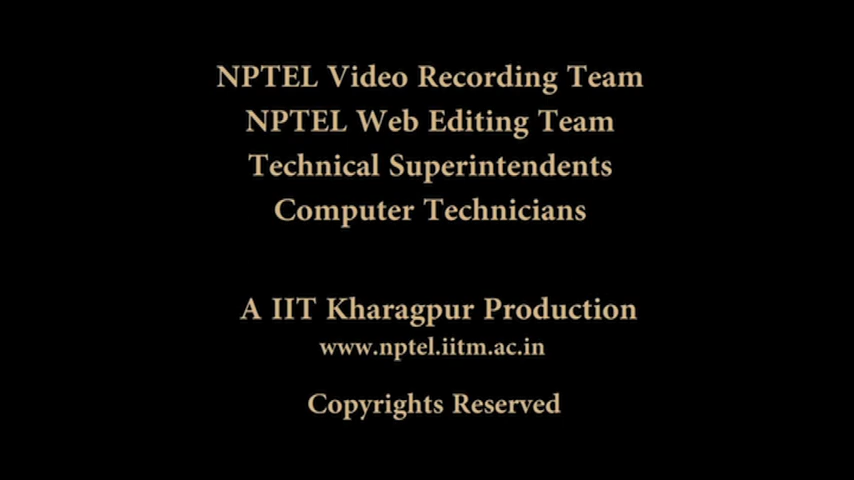 NPTEL Video Recording Team
NPTEL Web Editing Team
Technical Superintendents
Computer Technicians
A IIT Kharagpur Production
www.nptel.iitm.ac.in
Copyrights Reserved